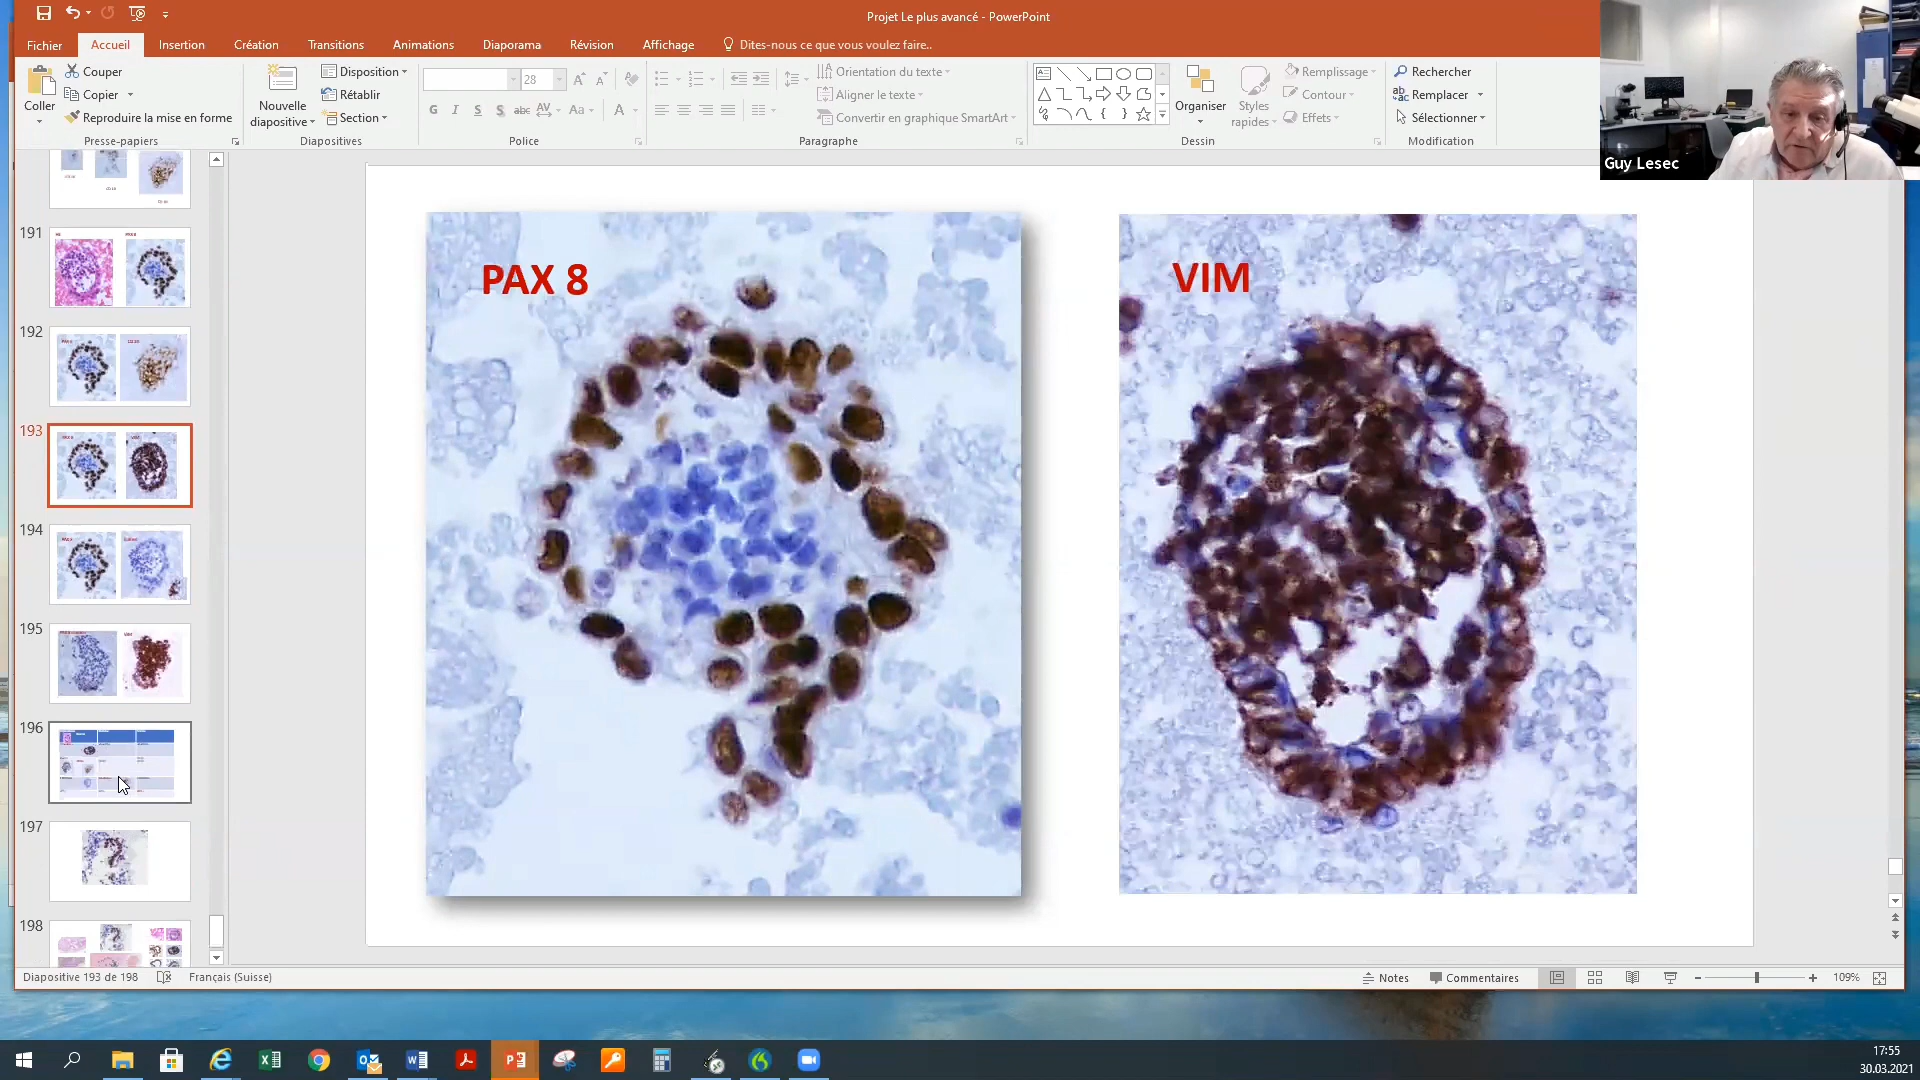 Projet Le plus avancé - PowerPoint
Fichier Accueil Insertion Création Transitions Animations Diaporama Révision Affichage Dites-nous ce que vous voulez faire..
Coller
Couper
Copier
Reproduire la mise en forme
Presse-papiers
Nouvelle
diapositive
Disposition
Rétablir
Section
Diapositives
28
G I S S abc AV Aa A
Police
Orientation du texte
Aligner le texte
Convertir en graphique SmartArt
Paragraphe
Organiser
Styles
rapides
Remplissage
Contour
Effets
Dessin
Rechercher
Remplacer
Sélectionner
Modification
Guy Lesec
191
192
193
194
195
196
197
198
PAX 8
VIM
Diapositive 193 de 198 Français (Suisse)
Notes Commentaires 109%
17:55
30.03.2021